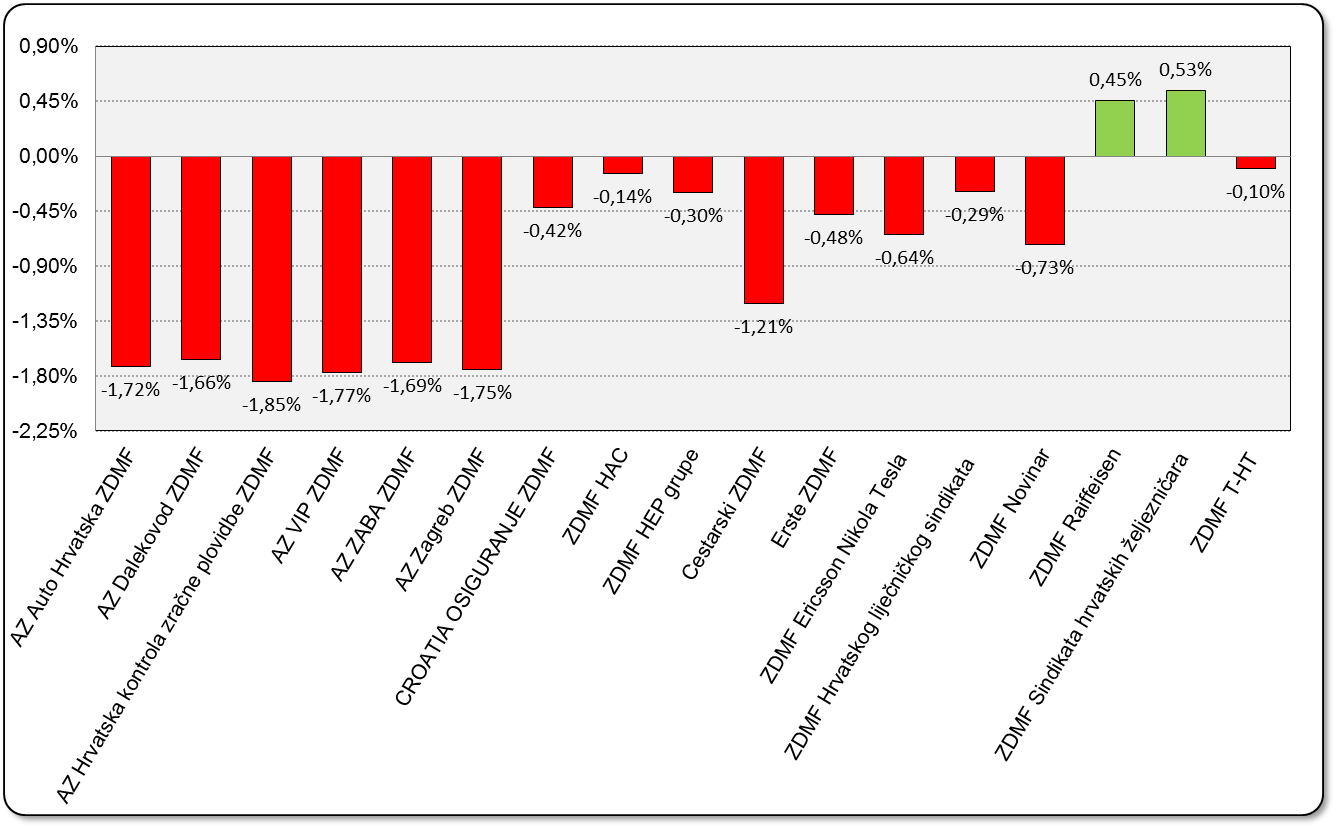 0,90%
0,45%
0,00%
-0,45%
-0,90%
-1,35%
-1,80%
-2,25%
-1,72%
-1,66%
-1,85%
-1,77%
-1,69%
-1,75%
-0,42%
-0,14%
-0,30%
-1,21%
-0,48%
-0,64%
-0,29%
-0,73%
0,45%
0,53%
-0,10%
AZ Auto Hrvatska ZDMF
AZ Dalekovod ZDMF
AZ Hrvatska kontrola zračne plovidbe ZDMF
AZ VIP ZDMF
AZ ZABA ZDMF
AZ Zagreb ZDMF
CROATIA OSIGURANJE ZDMF
ZDMF HAC
ZDMF HEP grupe
Cestarski ZDMF
Erste ZDMF
ZDMF Ericsson Nikola Tesla
ZDMF Hrvatskog liječničkog sindikata
ZDMF Novinar
ZDMF Raiffeisen
ZDMF Sindikata hrvatskih željezničara
ZDMF T-HT